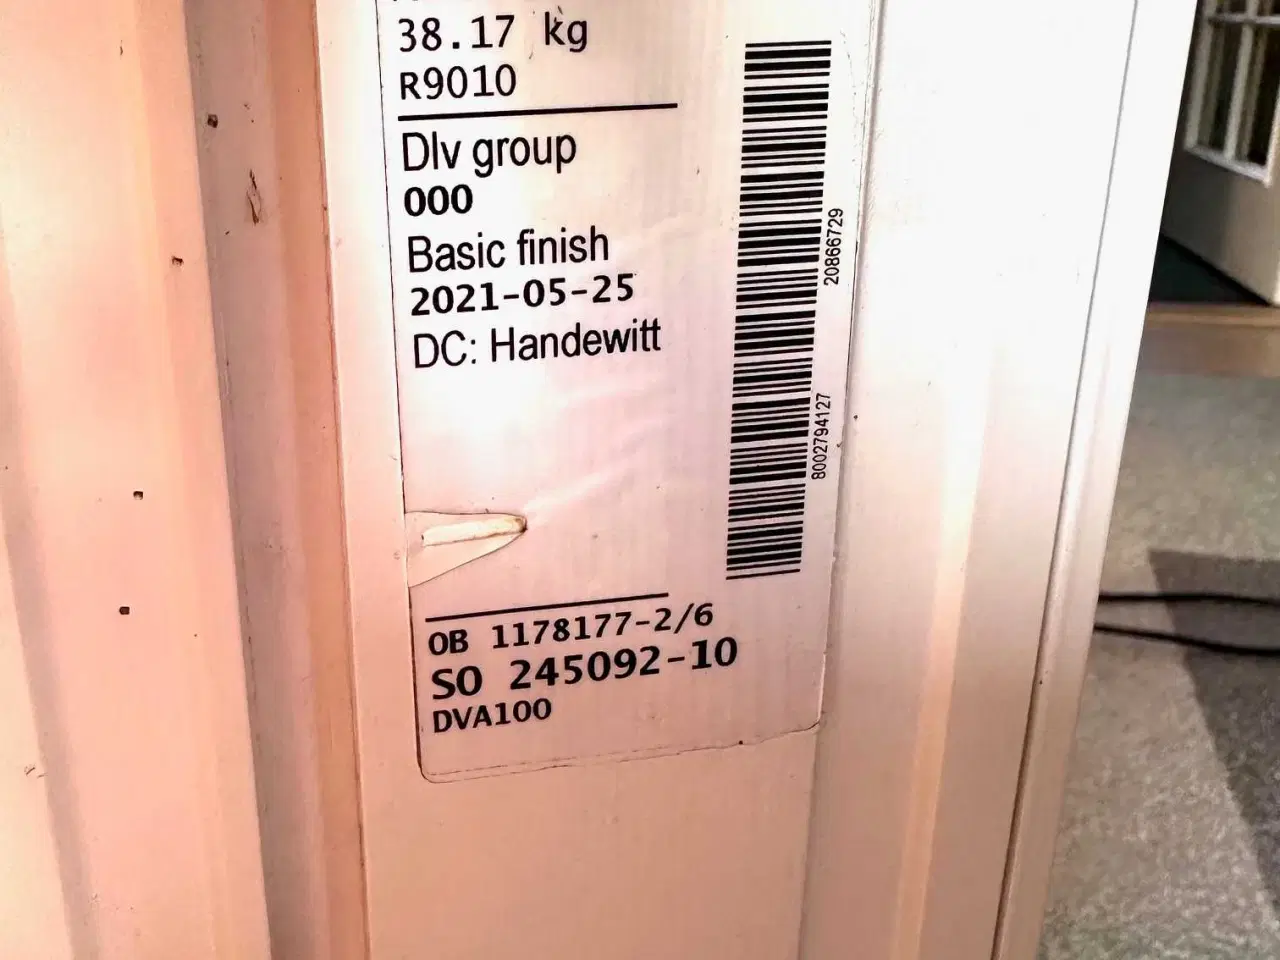 38.17 kg
R9010
Dlv group
000
Basic finish
2021-05-25
DC: Handewitt
20866729
8002794127
OB 1178177-2/6
SO 245092-10
DVA100